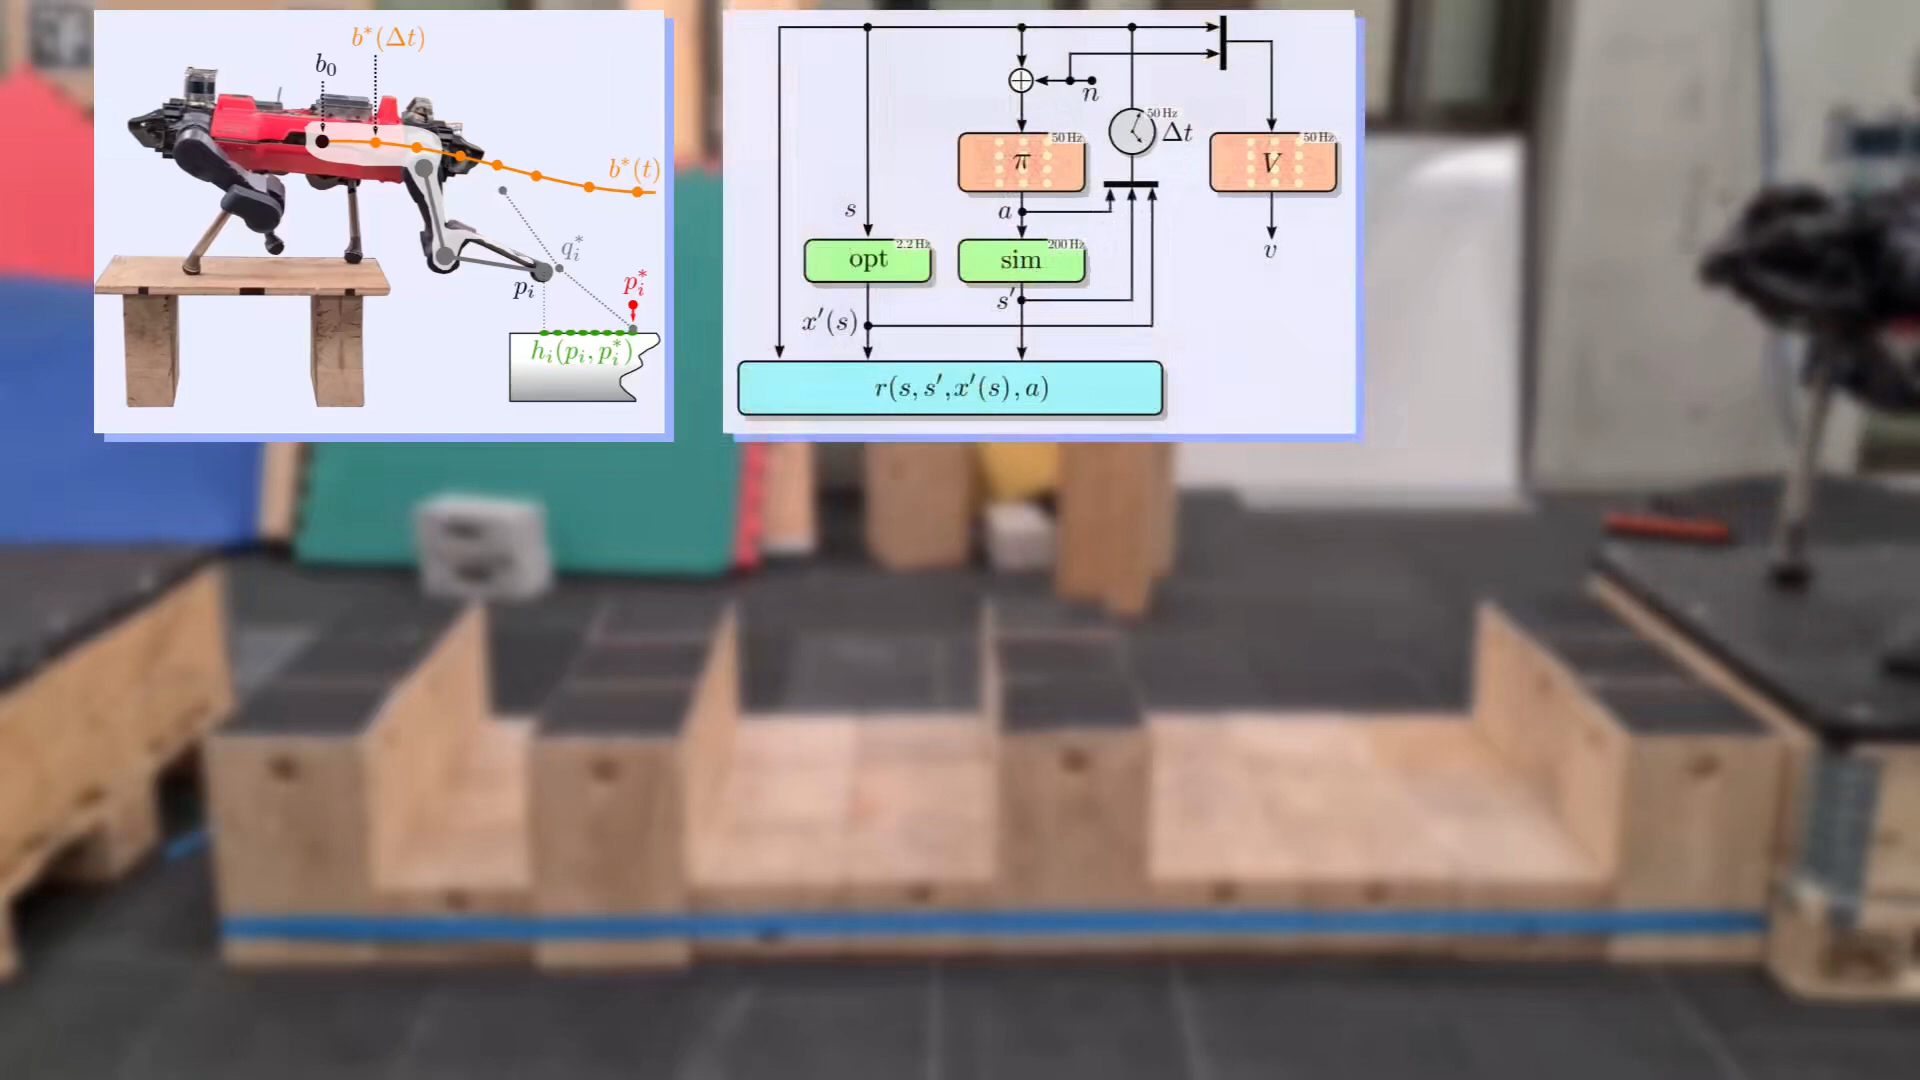 b*(Δt)
b₀
b*(t)
qᵢ*
pᵢ
pᵢ*
hᵢ(pᵢ, pᵢ*)
n
50 Hz
Δt
50 Hz
π
50 Hz
V
s
a
2.2 Hz
opt
200 Hz
sim
v
s′
x′(s)
r(s, s′, x′(s), a)